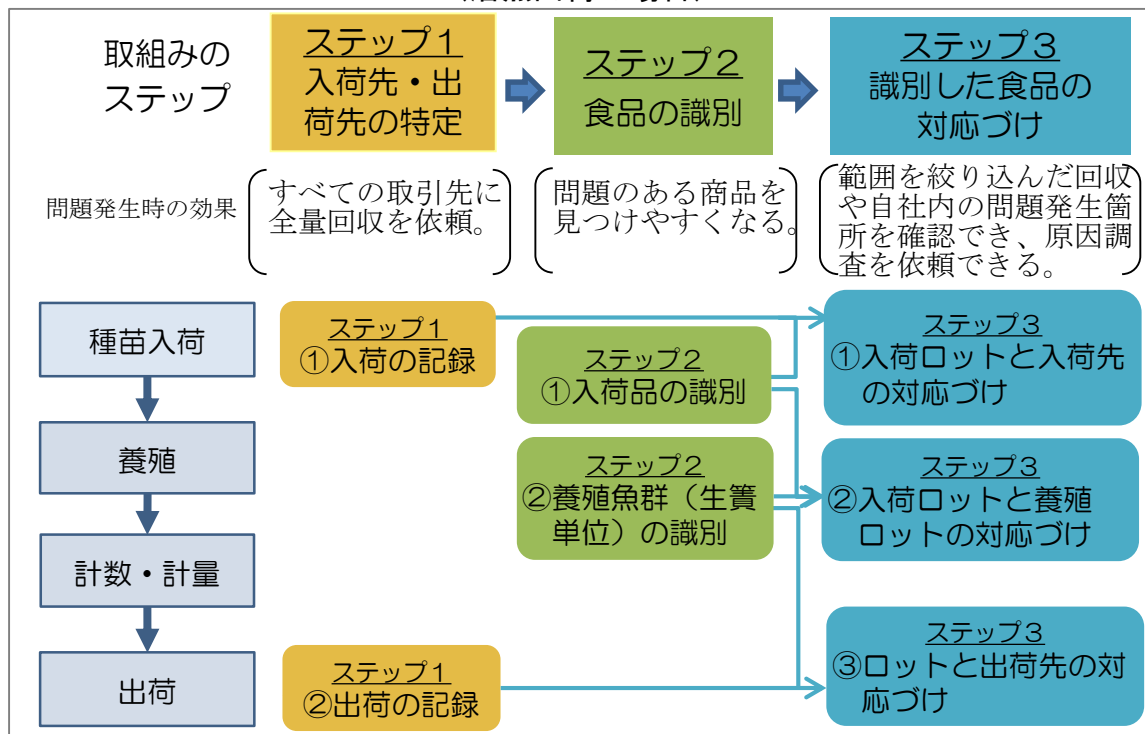 取組みの
ステップ
ステップ１
入荷先・出
荷先の特定
ステップ２
食品の識別
ステップ３
識別した食品の
対応づけ
問題発生時の効果
すべての取引先に
全量回収を依頼。
問題のある商品を
見つけやすくなる。
範囲を絞り込んだ回収
や自社内の問題発生箇
所を確認でき、原因調
査を依頼できる。
種苗入荷
ステップ１
①入荷の記録
ステップ２
①入荷品の識別
ステップ３
①入荷ロットと入荷先
の対応づけ
養殖
ステップ２
②養殖魚群（生簀
単位）の識別
ステップ３
②入荷ロットと養殖
ロットの対応づけ
計数・計量
出荷
ステップ１
②出荷の記録
ステップ３
③ロットと出荷先の対
応づけ